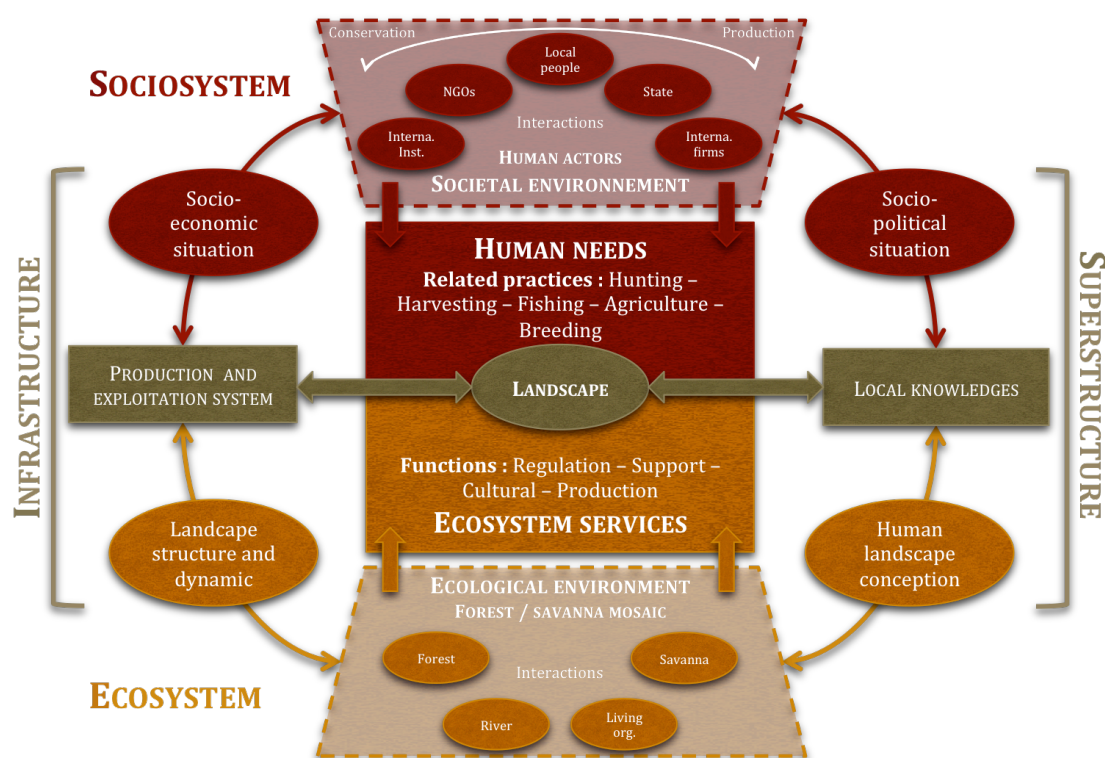 Conservation
Production
Local
people
NGOs
State
Interactions
Interna.
Inst.
Interna.
firms
HUMAN ACTORS
SOCIETAL ENVIRONNEMENT
SOCIOSYSTEM
Socio-
economic
situation
Socio-
political
situation
INFRASTRUCTURE
SUPERSTUCTURE
HUMAN NEEDS
Related practices : Hunting –
Harvesting – Fishing – Agriculture –
Breeding
PRODUCTION AND
EXPLOITATION SYSTEM
LANDSCAPE
LOCAL KNOWLEDGES
Functions : Regulation – Support –
Cultural – Production
ECOSYSTEM SERVICES
Landcape
structure and
dynamic
Human
landscape
conception
ECOLOGICAL ENVIRONMENT
FOREST / SAVANNA MOSAIC
Forest
Savanna
Interactions
River
Living
org.
ECOSYSTEM